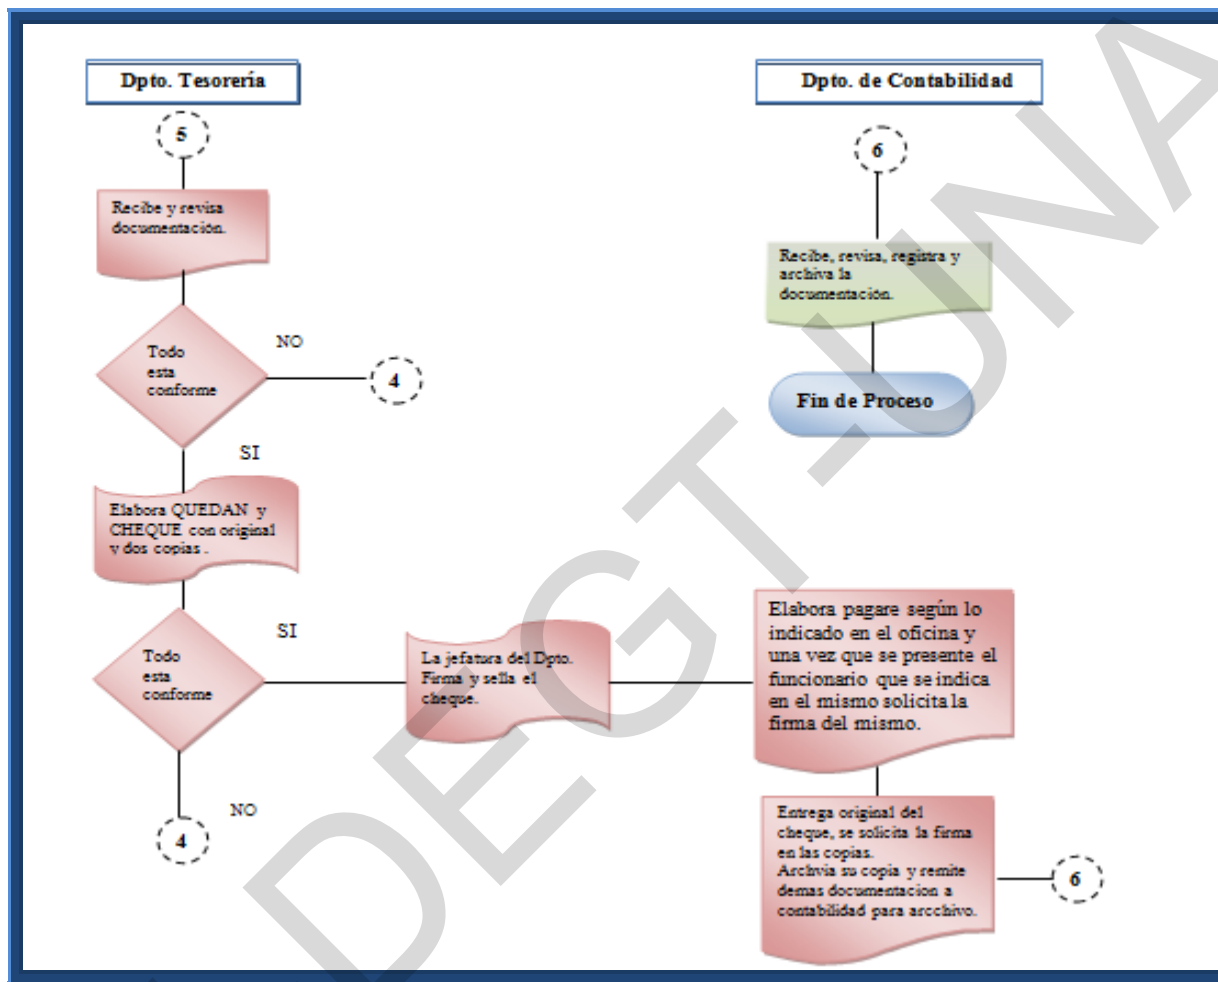 Dpto. Tesorería
5
Recibe y revisa
documentación.
Todo
esta
conforme
NO
4
SI
Elabora QUEDAN y
CHEQUE con original
y dos copias .
Todo
esta
conforme
SI
NO
4
La jefatura del Dpto.
Firma y sella el
cheque.
Elabora pagare según lo
indicado en el oficina y
una vez que se presente el
funcionario que se indica
en el mismo solicita la
firma del mismo.
Entrega original del
cheque, se solicita la firma
en las copias.
Archvia su copia y remite
demas documentacion a
contabilidad para arcchivo.
6
Dpto. de Contabilidad
6
Recibe, revisa, registra y
archiva la
documentación.
Fin de Proceso
DEGT-UNA